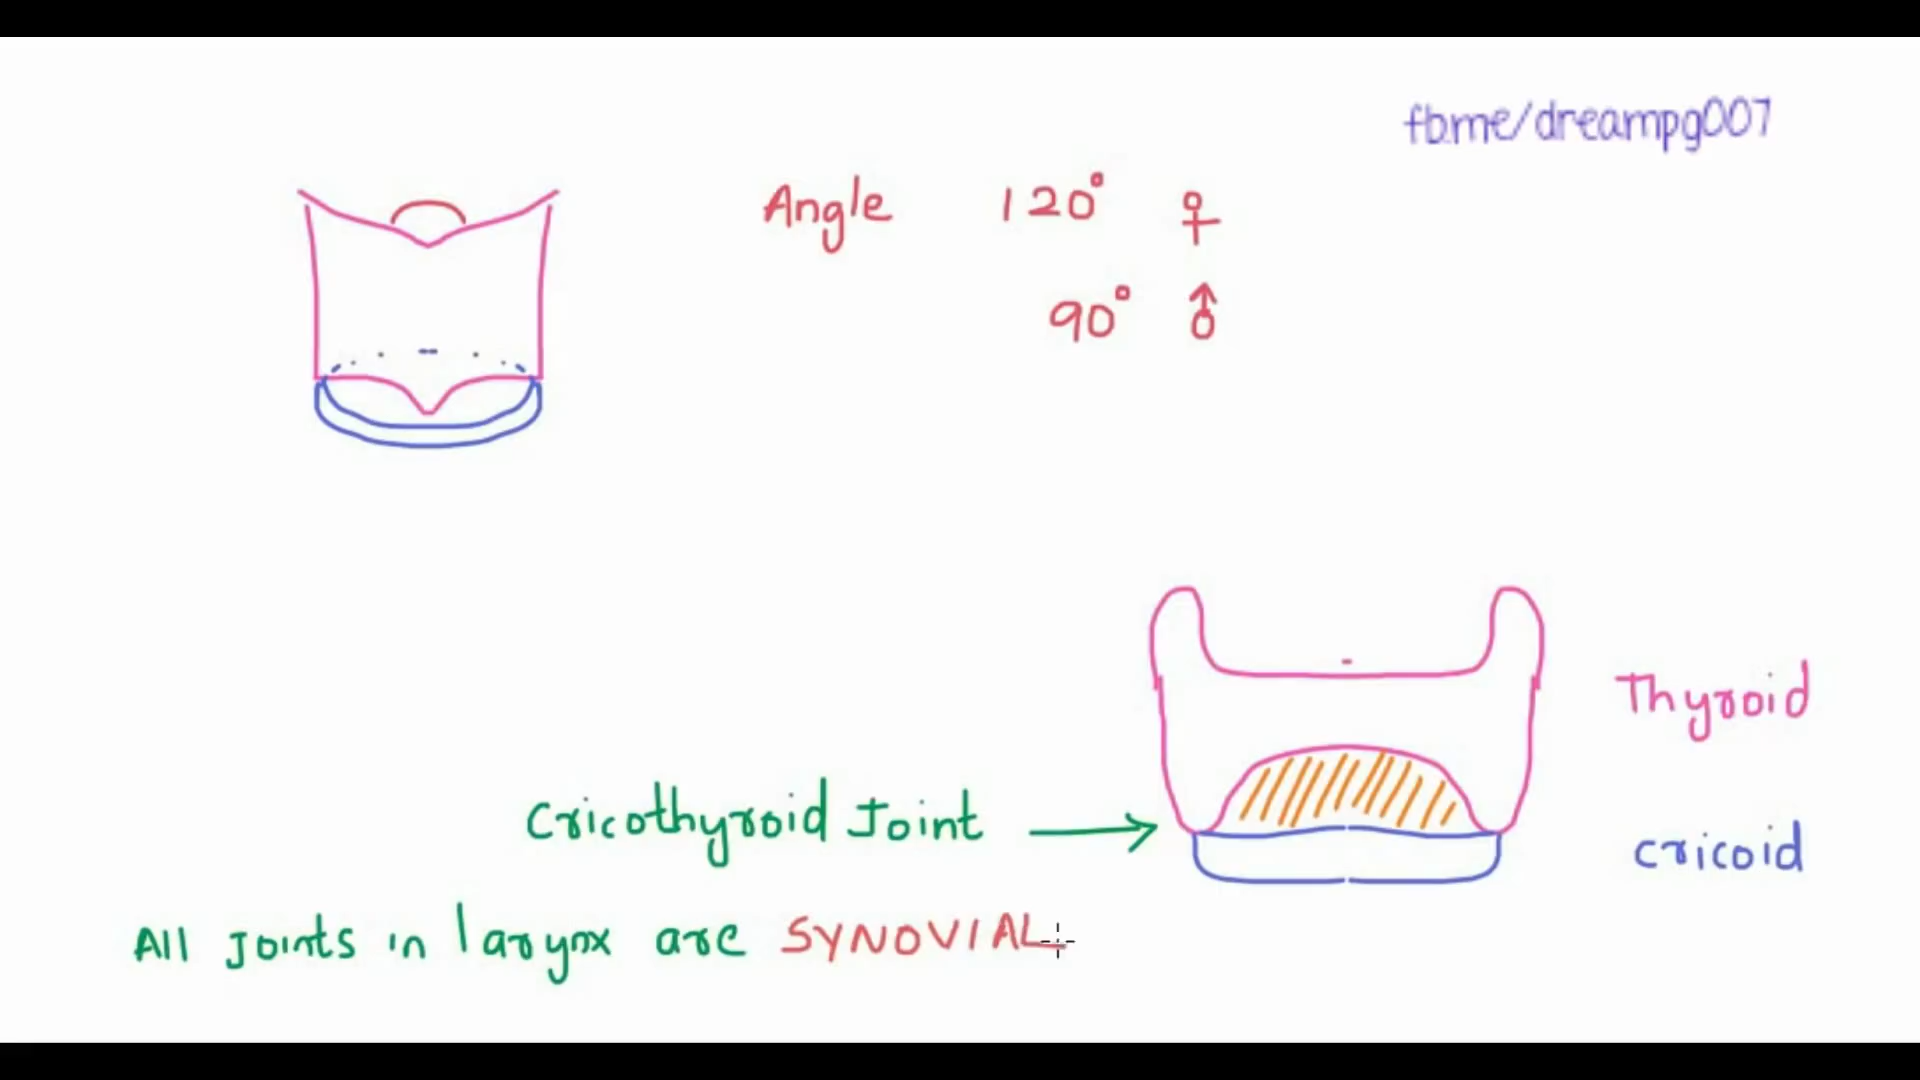 fb.me/dreampg007
Angle 120° ♀
90° ♂
Thyroid
Cricothyroid Joint →
cricoid
All Joints in larynx are SYNOVIAL